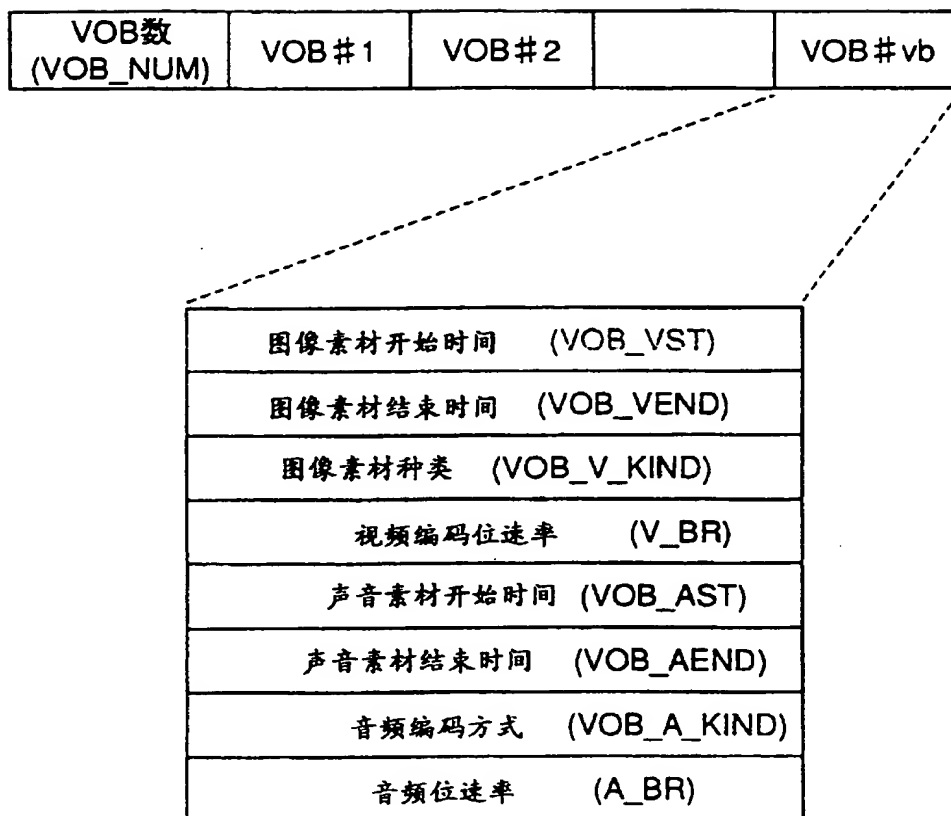 VOB数
(VOB_NUM)
VOB＃1
VOB＃2
VOB＃vb
图像素材开始时间 (VOB_VST)
图像素材结束时间 (VOB_VEND)
图像素材种类 (VOB_V_KIND)
视频编码位速率 (V_BR)
声音素材开始时间 (VOB_AST)
声音素材结束时间 (VOB_AEND)
音频编码方式 (VOB_A_KIND)
音频位速率 (A_BR)